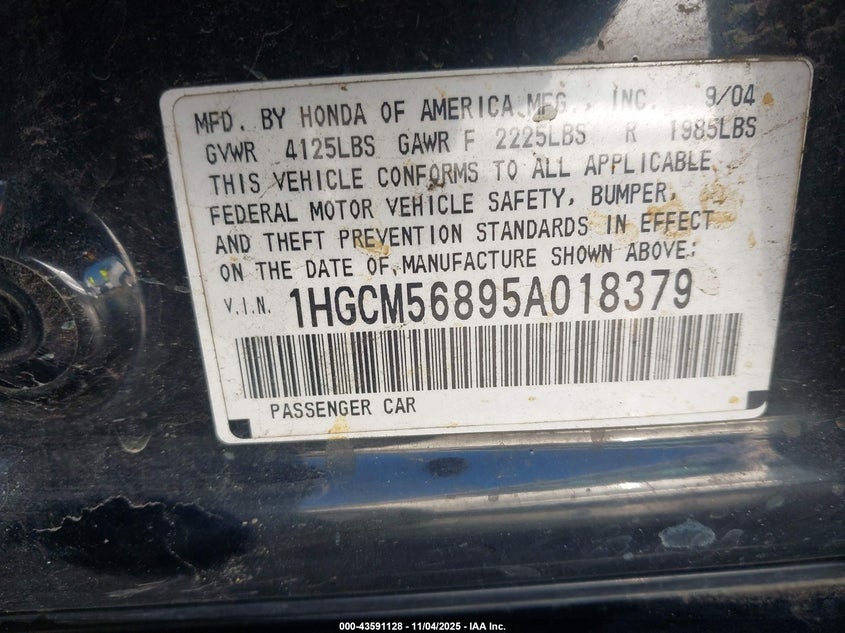 MFD. BY HONDA OF AMERICA MFG., INC. 9/04
GVWR 4125LBS GAWR F 2225LBS R 1985LBS
THIS VEHICLE CONFORMS TO ALL APPLICABLE
FEDERAL MOTOR VEHICLE SAFETY, BUMPER,
AND THEFT PREVENTION STANDARDS IN EFFECT
ON THE DATE OF MANUFACTURE SHOWN ABOVE:
V.I.N. 1HGCM56895A018379
PASSENGER CAR
000-43591128 - 11/04/2025 - IAA Inc.